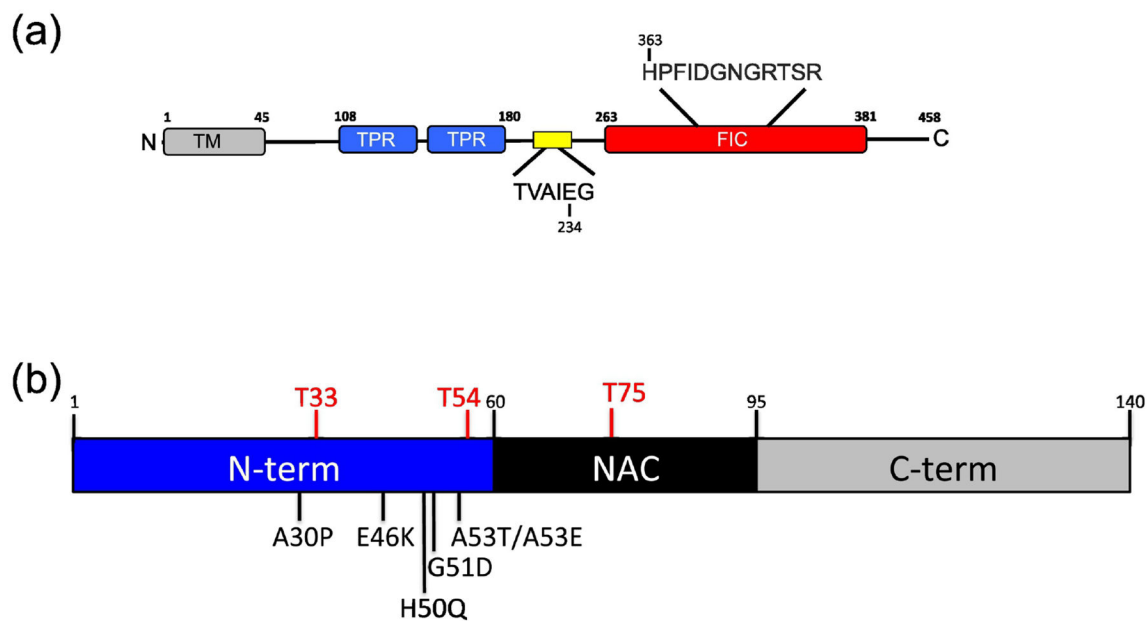 (a)
363
HPFIDGNGRTSR
1 45 108 180 263 381 458
N TM TPR TPR FIC C
TVAIEG
234
(b)
1 T33 T54 60 T75 95 140
N-term NAC C-term
A30P E46K A53T/A53E
G51D
H50Q